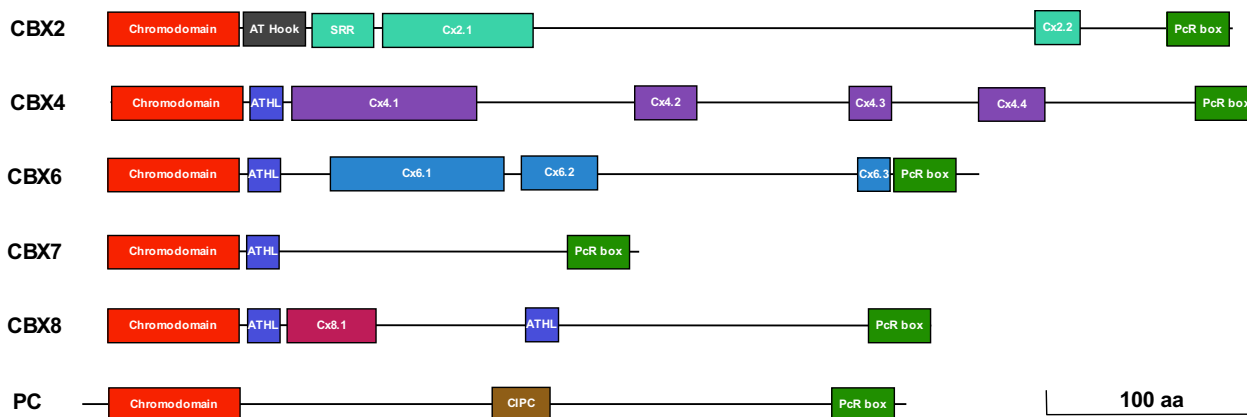 CBX2 Chromodomain AT Hook SRR Cx2.1 Cx2.2 PcR box
CBX4 Chromodomain ATHL Cx4.1 Cx4.2 Cx4.3 Cx4.4 PcR box
CBX6 Chromodomain ATHL Cx6.1 Cx6.2 Cx6.3 PcR box
CBX7 Chromodomain ATHL PcR box
CBX8 Chromodomain ATHL Cx8.1 ATHL PcR box
PC Chromodomain CIPC PcR box 100 aa